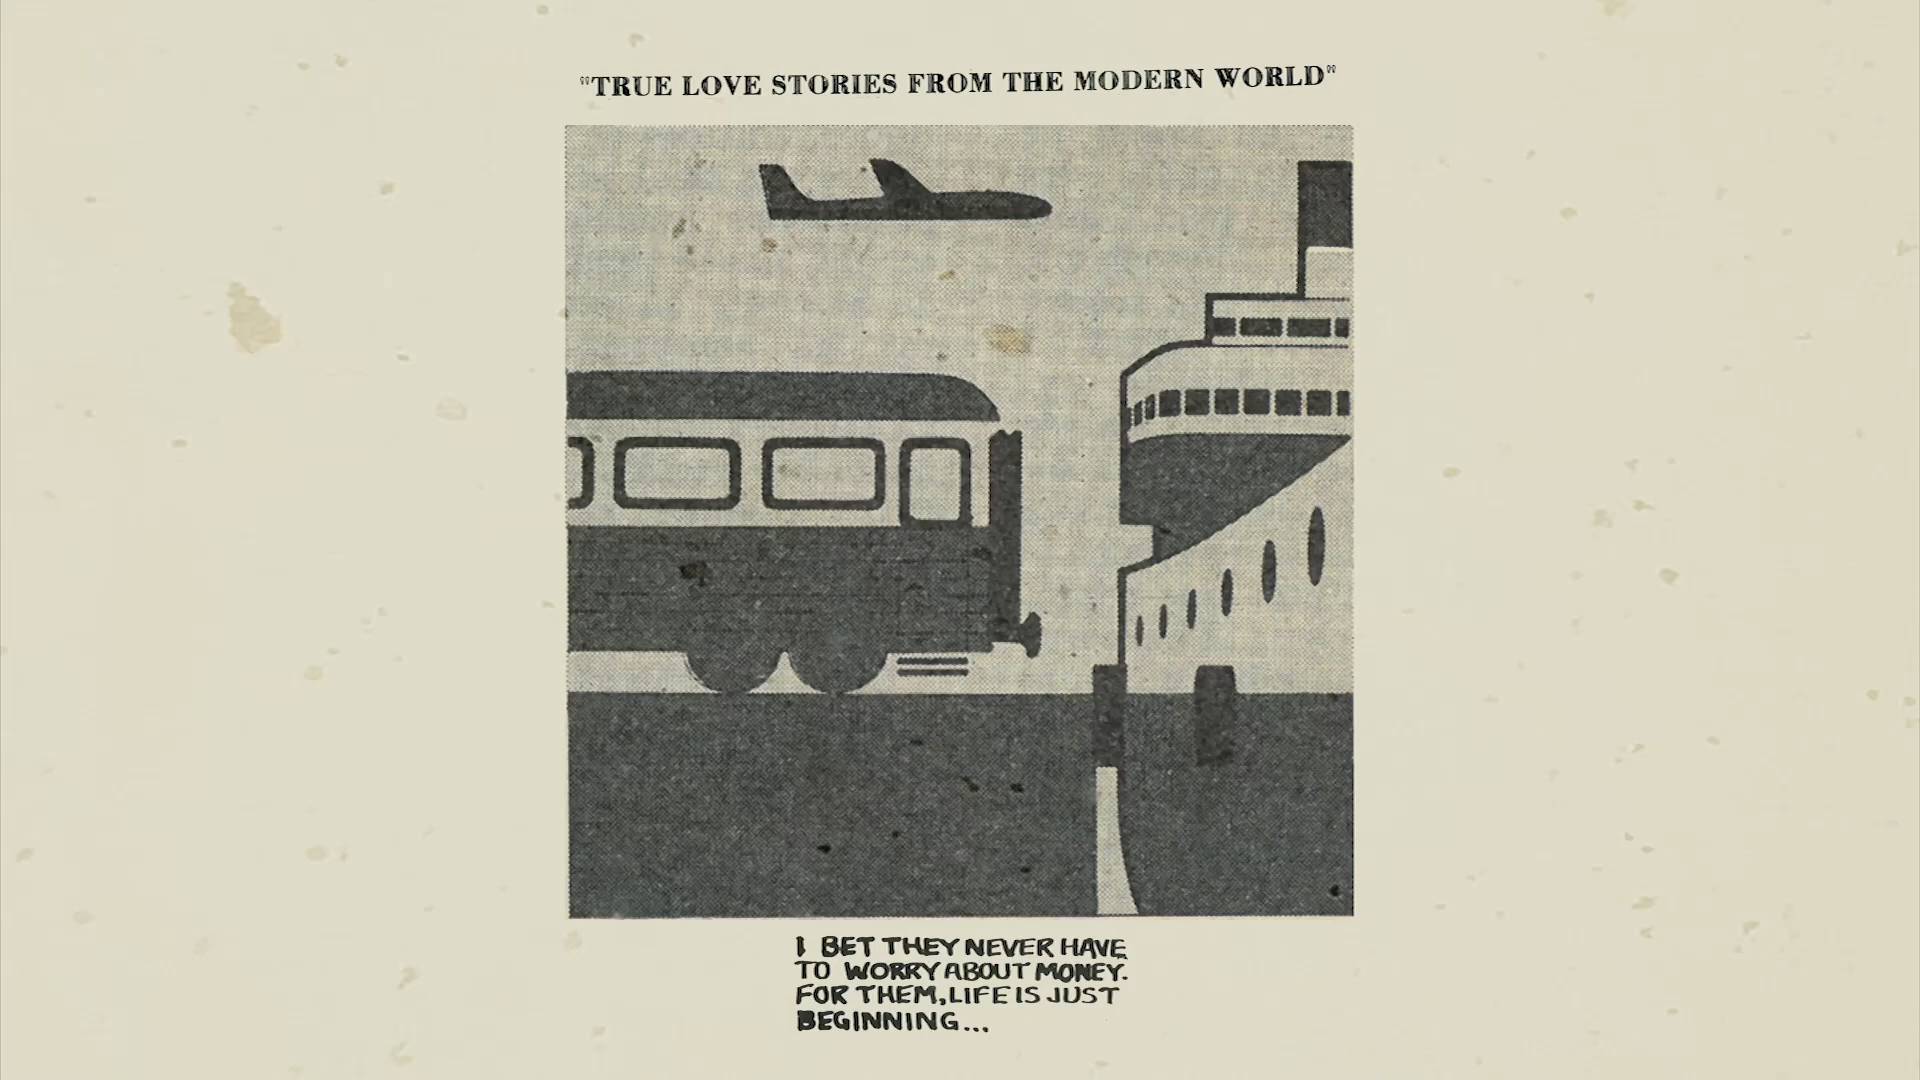 "TRUE LOVE STORIES FROM THE MODERN WORLD"
I BET THEY NEVER HAVE
TO WORRY ABOUT MONEY.
FOR THEM, LIFE IS JUST
BEGINNING...